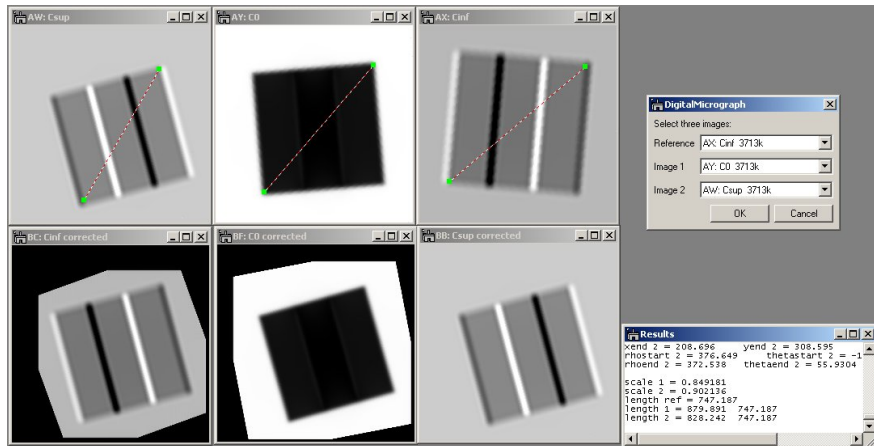 AW: Csup
AY: C0
AX: Cinf
DigitalMicrograph
Select three images:
Reference AX: Cinf 3713k
Image 1 AY: C0 3713k
Image 2 AW: Csup 3713k
OK Cancel
BC: Cinf corrected
BF: C0 corrected
BB: Csup corrected
Results
xend 2 = 208.696 yend 2 = 308.595
rhostart 2 = 376.649 thetastart 2 = -1
rhoend 2 = 372.538 thetaend 2 = 55.9304
scale 1 = 0.849181
scale 2 = 0.902136
length ref = 747.187
length 1 = 879.891 747.187
length 2 = 828.242 747.187